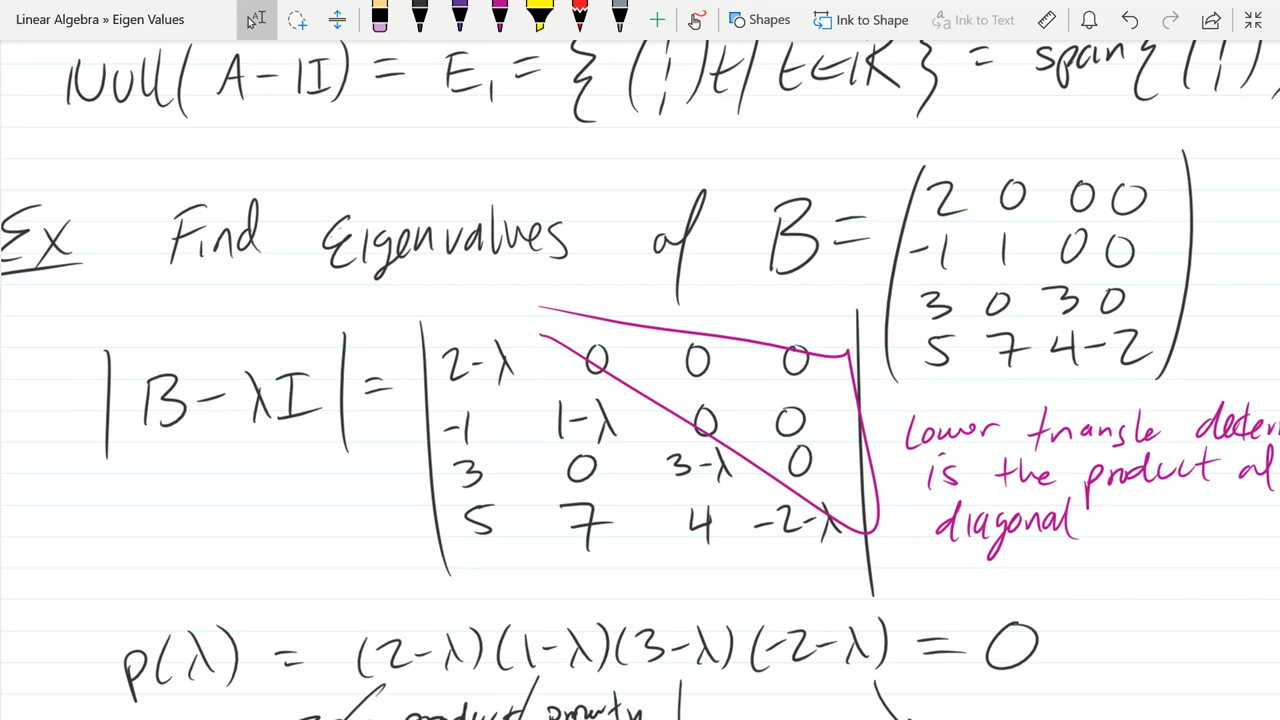 Linear Algebra » Eigen Values
Shapes
Ink to Shape
Ink to Text
Null(A-1I) = E₁ = { (1 1)t | t∈ℝ } = span{ (1 1)
Ex Find Eigenvalues of B =
2 0 0 0
-1 1 0 0
3 0 3 0
5 7 4 -2
|B-λI| =
2-λ 0 0 0
-1 1-λ 0 0
3 0 3-λ 0
5 7 4 -2-λ
Lower triangle deter
is the product of
diagonal
p(λ) = (2-λ)(1-λ)(3-λ)(-2-λ) = 0
product property